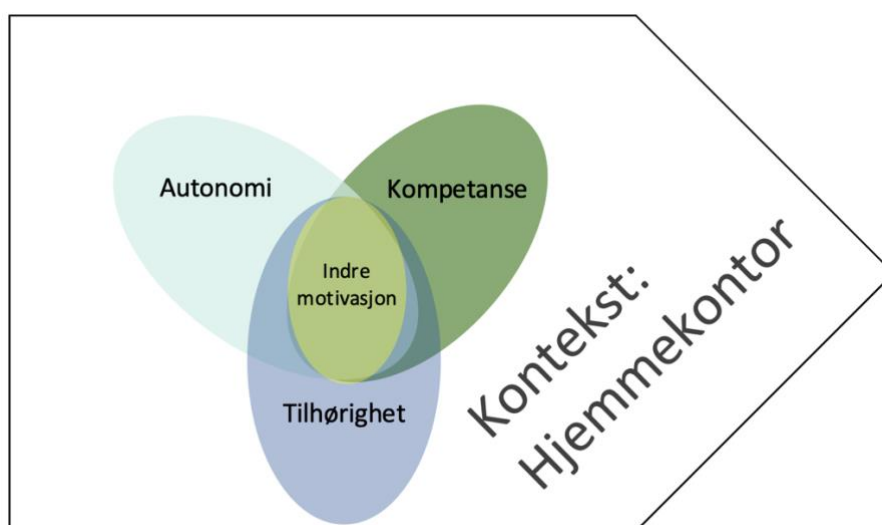 Autonomi
Kompetanse
Indre
motivasjon
Tilhørighet
Kontekst:
Hjemmekontor